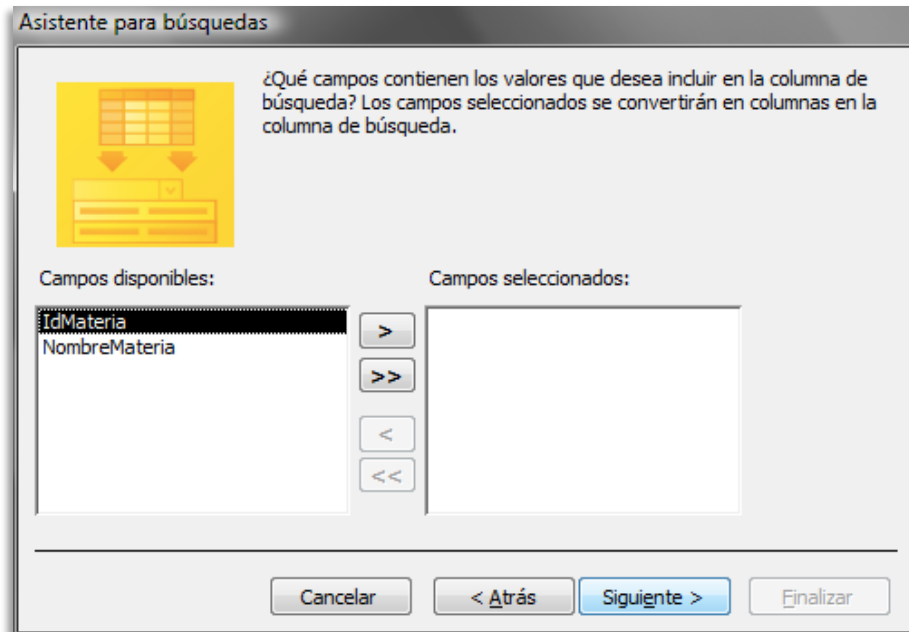 Asistente para búsquedas
¿Qué campos contienen los valores que desea incluir en la columna de
búsqueda? Los campos seleccionados se convertirán en columnas en la
columna de búsqueda.
Campos disponibles:
Campos seleccionados:
IdMateria
NombreMateria
>
>>
<
<<
Cancelar
< Atrás
Siguiente >
Finalizar